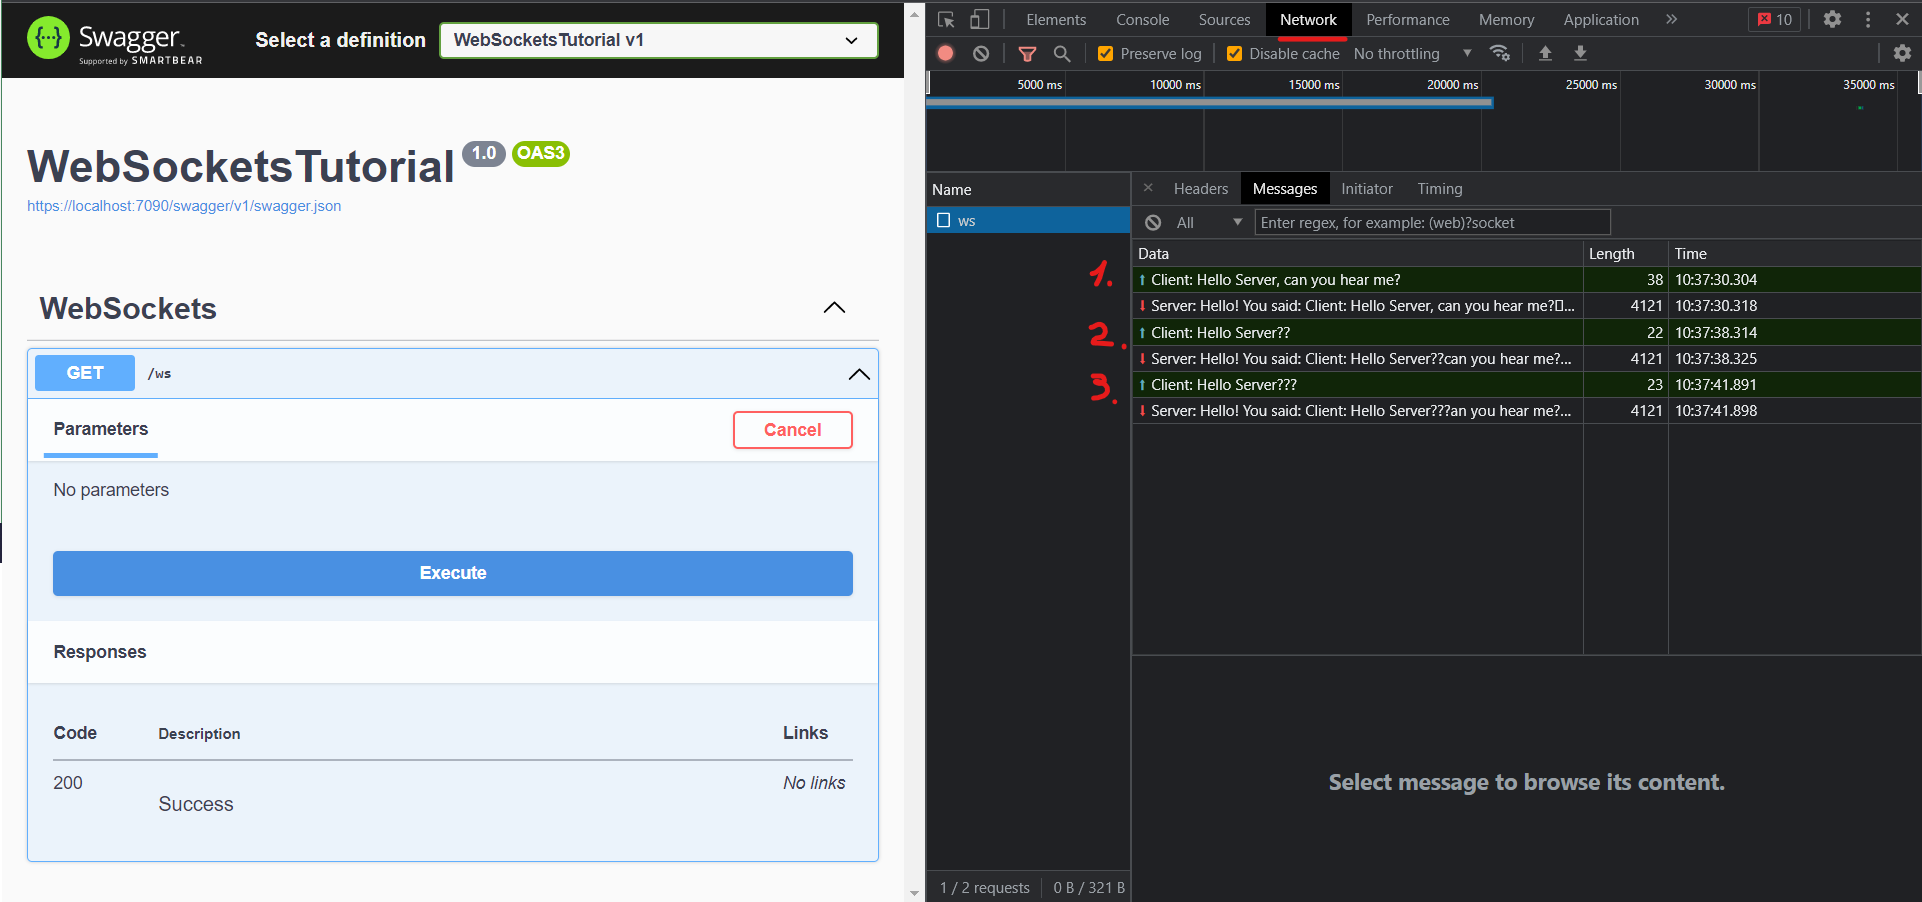 Swagger.
Supported by SMARTBEAR
Select a definition
WebSocketsTutorial v1
WebSocketsTutorial 1.0 OAS3
https://localhost:7090/swagger/v1/swagger.json
WebSockets
GET /ws
Parameters
Cancel
No parameters
Execute
Responses
Code Description Links
200 Success No links
Elements Console Sources Network Performance Memory Application » 10
Preserve log Disable cache No throttling
5000 ms 10000 ms 15000 ms 20000 ms 25000 ms 30000 ms 35000 ms
Name
ws
× Headers Messages Initiator Timing
All Enter regex, for example: (web)?socket
Data Length Time
1. Client: Hello Server, can you hear me? 38 10:37:30.304
Server: Hello! You said: Client: Hello Server, can you hear me?▯... 4121 10:37:30.318
2. Client: Hello Server?? 22 10:37:38.314
Server: Hello! You said: Client: Hello Server??can you hear me?... 4121 10:37:38.325
3. Client: Hello Server??? 23 10:37:41.891
Server: Hello! You said: Client: Hello Server???an you hear me?... 4121 10:37:41.898
Select message to browse its content.
1 / 2 requests 0 B / 321 B